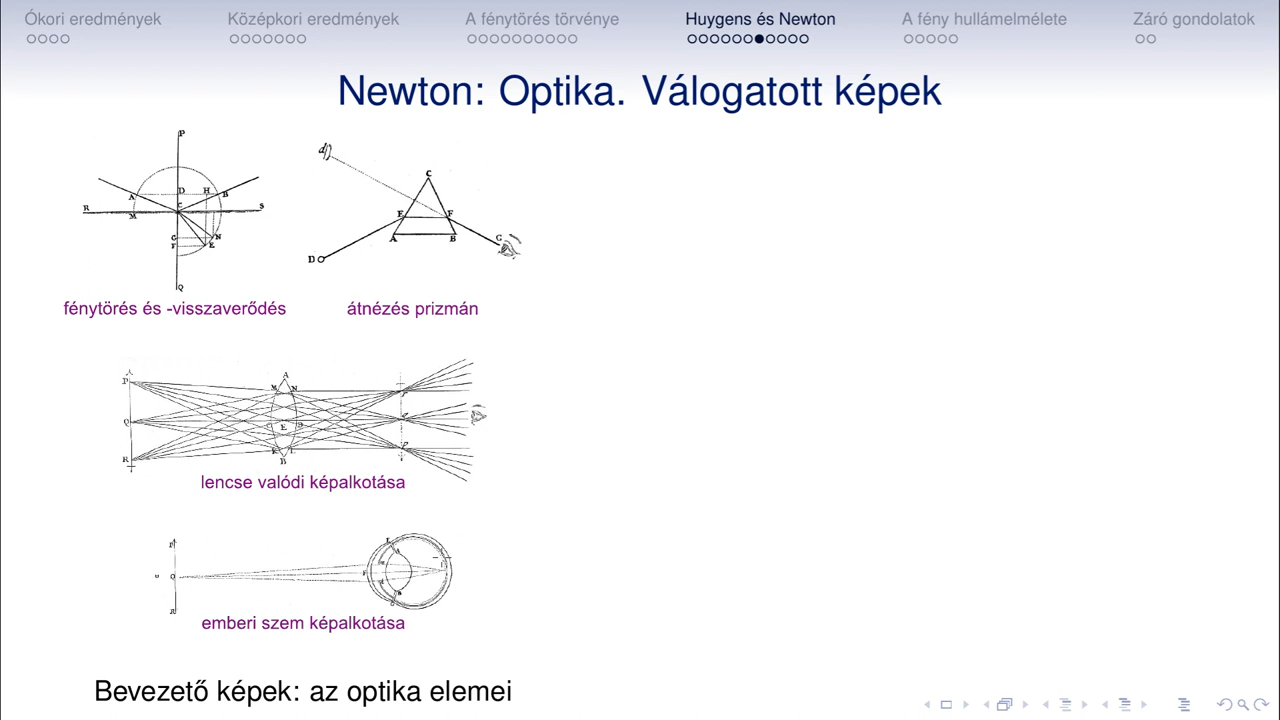 Ókori eredmények Középkori eredmények A fénytörés törvénye Huygens és Newton A fény hullámelmélete Záró gondolatok
Newton: Optika. Válogatott képek
P
A D H B
R M C S
G N
F E
Q
fénytörés és -visszaverődés
d
C
E F
A B G
D
átnézés prizmán
A
P M N
Q E
R K L
B
lencse valódi képalkotása
emberi szem képalkotása
Bevezető képek: az optika elemei